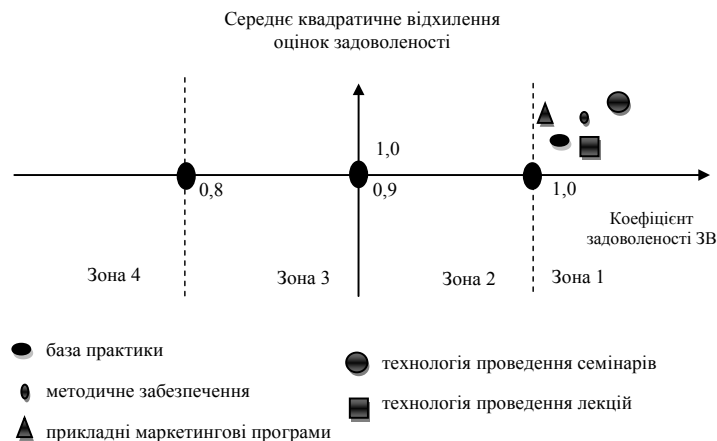 Середнє квадратичне відхилення
оцінок задоволеності
1,0
0,8
0,9
1,0
Коефіцієнт
задоволеності ЗВ
Зона 4
Зона 3
Зона 2
Зона 1
база практики
методичне забезпечення
прикладні маркетингові програми
технологія проведення семінарів
технологія проведення лекцій